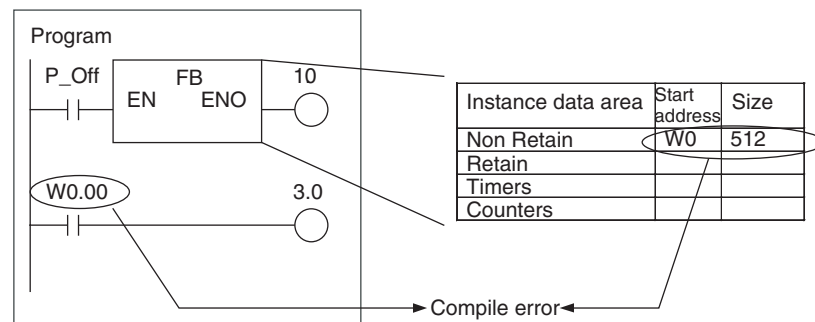 Program
P_Off
FB
10
EN ENO
W0.00
3.0
Instance data area Start address Size
Non Retain W0 512
Retain
Timers
Counters
Compile error